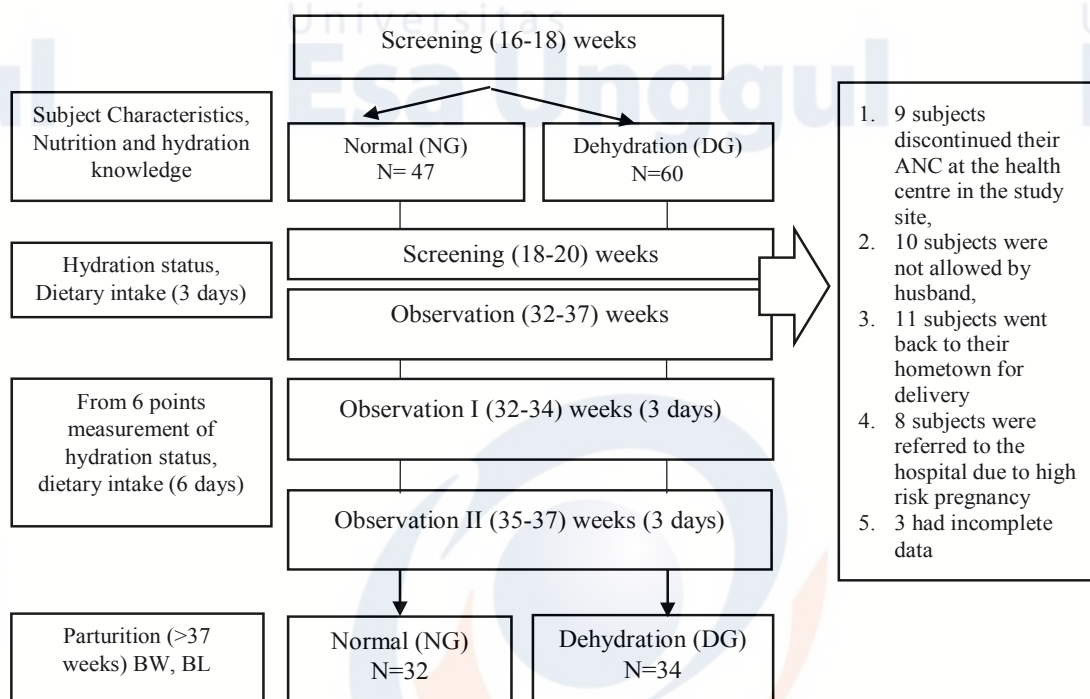 Universitas
Esa Unggul
Screening (16-18) weeks
Subject Characteristics,
Nutrition and hydration
knowledge
Normal (NG)
N= 47
Dehydration (DG)
N=60
Screening (18-20) weeks
Hydration status,
Dietary intake (3 days)
Observation (32-37) weeks
From 6 points
measurement of
hydration status,
dietary intake (6 days)
Observation I (32-34) weeks (3 days)
Observation II (35-37) weeks (3 days)
Parturition (>37
weeks) BW, BL
Normal (NG)
N=32
Dehydration (DG)
N=34
1. 9 subjects
discontinued their
ANC at the health
centre in the study
site,
2. 10 subjects were
not allowed by
husband,
3. 11 subjects went
back to their
hometown for
delivery
4. 8 subjects were
referred to the
hospital due to high
risk pregnancy
5. 3 had incomplete
data